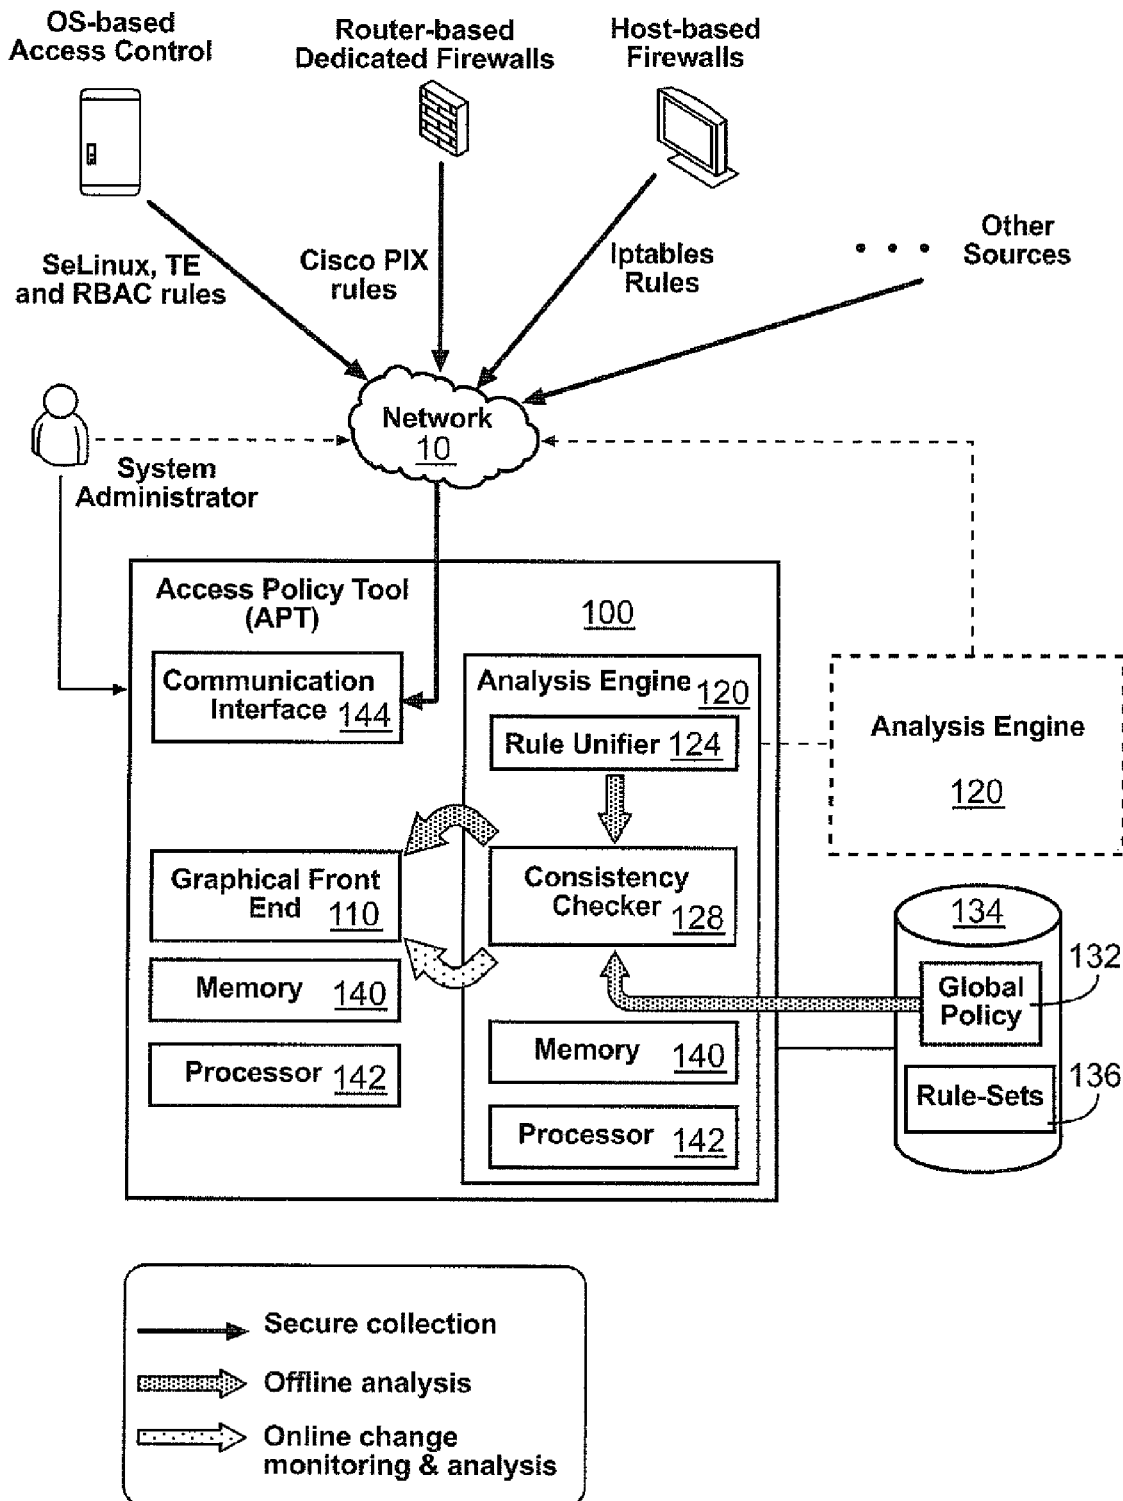 OS-based
Access Control
Router-based
Dedicated Firewalls
Host-based
Firewalls
SeLinux, TE
and RBAC rules
Cisco PIX
rules
Iptables
Rules
• • •
Other
Sources
Network
10
System
Administrator
Access Policy Tool
(APT)
100
Communication
Interface 144
Analysis Engine 120
Rule Unifier 124
Analysis Engine
120
Graphical Front
End 110
Consistency
Checker 128
134
132
Global
Policy
Memory 140
Memory 140
Processor 142
136
Rule-Sets
Processor 142
Secure collection
Offline analysis
Online change
monitoring & analysis